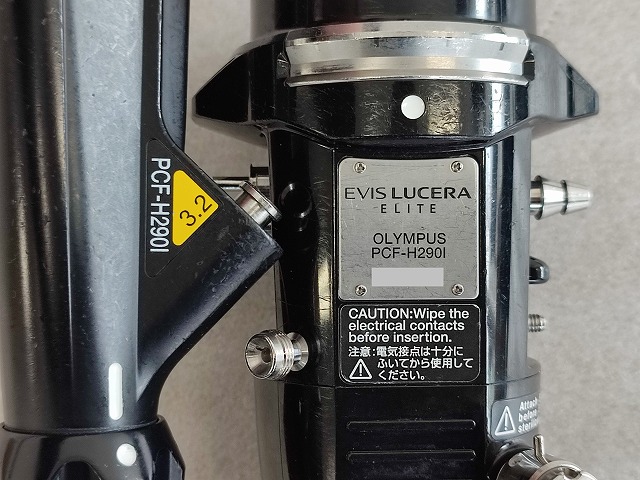 PCF-H290I
3.2
EVIS LUCERA
ELITE
OLYMPUS
PCF-H290I
CAUTION:Wipe the
electrical contacts
before insertion.
注意:電気接点は十分に
ふいてから使用して
ください。
Attach
before